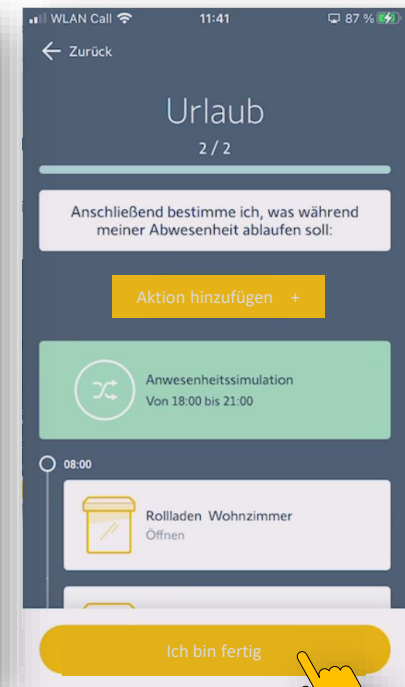 WLAN Call 11:41 87 %
Zurück
Urlaub
2 / 2
Anschließend bestimme ich, was während
meiner Abwesenheit ablaufen soll:
Aktion hinzufügen +
Anwesenheitssimulation
Von 18:00 bis 21:00
08:00
Rollladen Wohnzimmer
Öffnen
Ich bin fertig